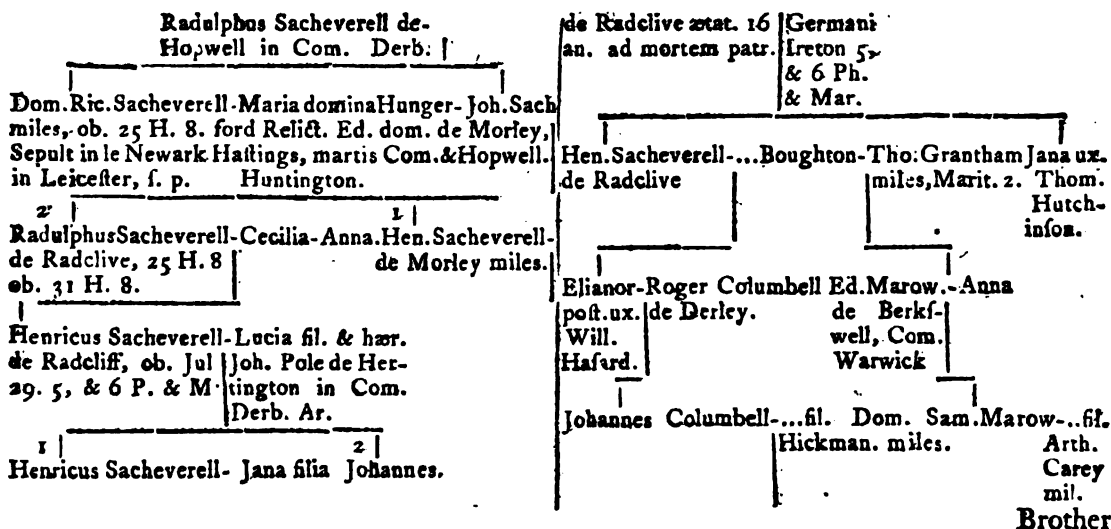 Radulphus Sacheverell de-
Hopwell in Com. Derb.
Dom.Ric.Sacheverell-Maria domina Hunger- Joh.Sach
miles, ob. 25 H. 8. ford Relict. Ed. dom. de Morley,
Sepult in le Newark Hastings, martis Com.&Hopwell.
in Leicester, s. p. Huntington.
2 1
RadulphusSacheverell-Cecilia-Anna.Hen.Sacheverell-
de Radclive, 25 H. 8 de Morley miles.
ob. 31 H. 8.
Henricus Sacheverell-Lucia fil. & hær.
de Radcliff, ob. Jul Joh. Pole de Her-
29. 5, & 6 P. & M tington in Com.
Derb. Ar.
1 2
Henricus Sacheverell- Jana filia Johannes.
de Radclive ætat. 16 Germani
an. ad mortem patr. Ireton 5,
& 6 Ph.
& Mar.
Hen.Sacheverell-...Boughton-Tho:Grantham Jana ux.
de Radclive miles,Marit. 2. Thom.
Hutch-
inson.
Elianor-Roger Columbell Ed.Marow.-Anna
post.ux. de Derley. de Berks-
Will. well, Com.
Hasard. Warwick
Johannes Columbell-...fil. Dom. Sam.Marow-..fil.
Hickman. miles. Arth.
Carey
mil.
Brother